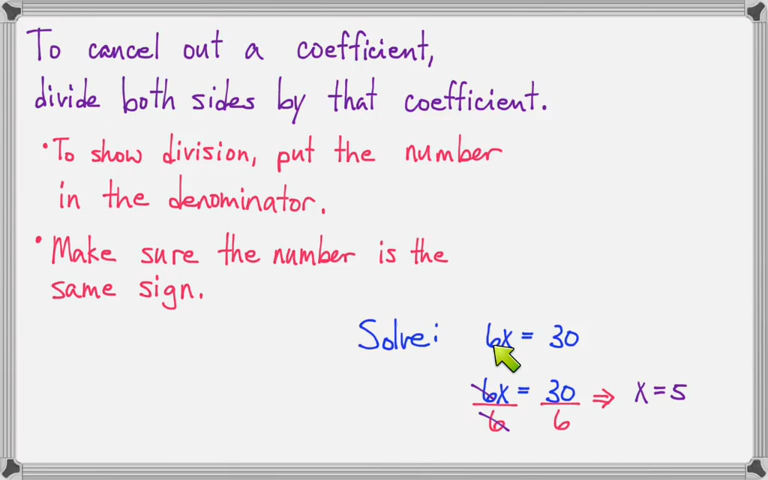 To cancel out a coefficient,
divide both sides by that coefficient.
• To show division, put the number
in the denominator.
• Make sure the number is the
same sign.
Solve: 6x = 30
6x = 30 ⇒ x = 5
6 6